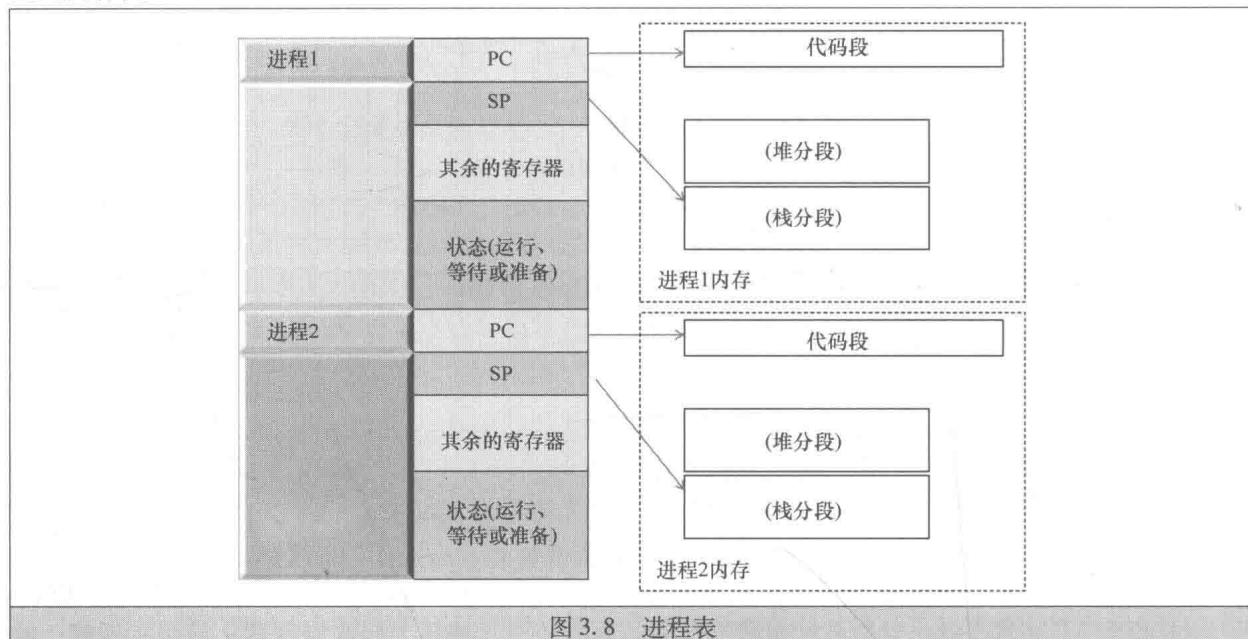 进程1
PC
代码段
SP
(堆分段)
其余的寄存器
(栈分段)
状态(运行、
等待或准备)
进程1内存
进程2
PC
代码段
SP
(堆分段)
其余的寄存器
(栈分段)
状态(运行、
等待或准备)
进程2内存
图3.8 进程表